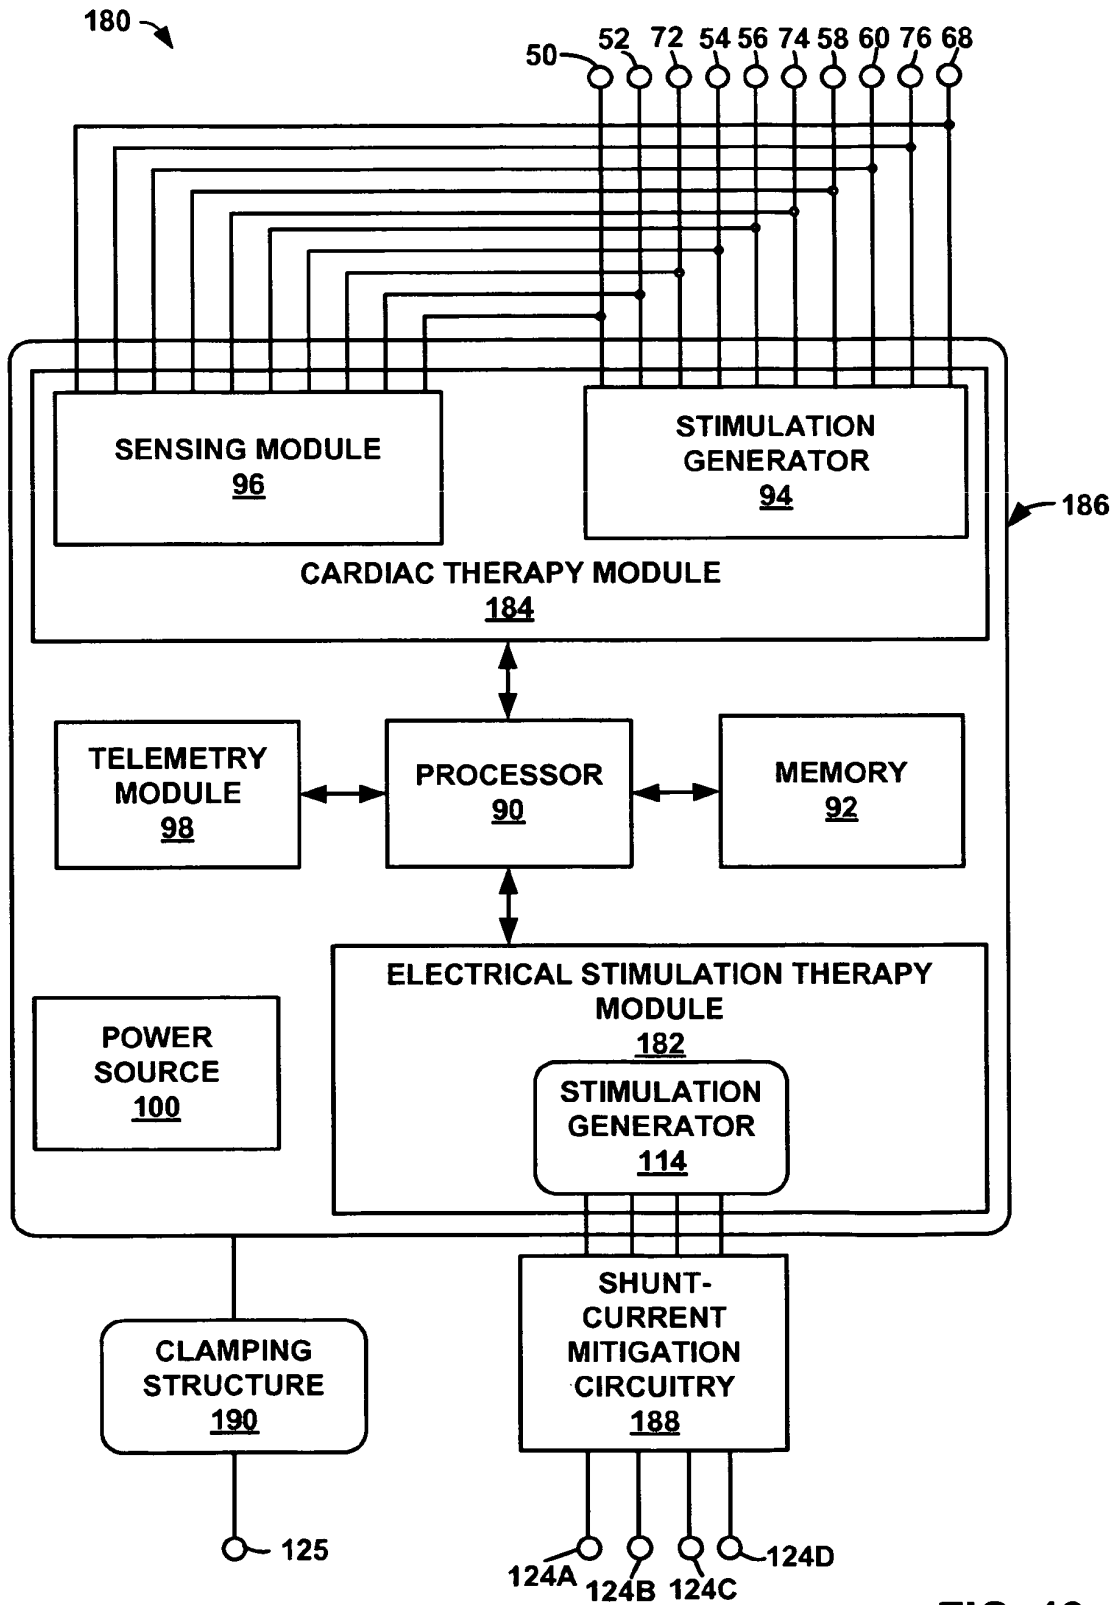 180
50 52 72 54 56 74 58 60 76 68
SENSING MODULE
96
STIMULATION
GENERATOR
94
186
CARDIAC THERAPY MODULE
184
TELEMETRY
MODULE
98
PROCESSOR
90
MEMORY
92
ELECTRICAL STIMULATION THERAPY
MODULE
182
POWER
SOURCE
100
STIMULATION
GENERATOR
114
SHUNT-
CURRENT
MITIGATION
CIRCUITRY
188
CLAMPING
STRUCTURE
190
125
124A 124B 124C 124D